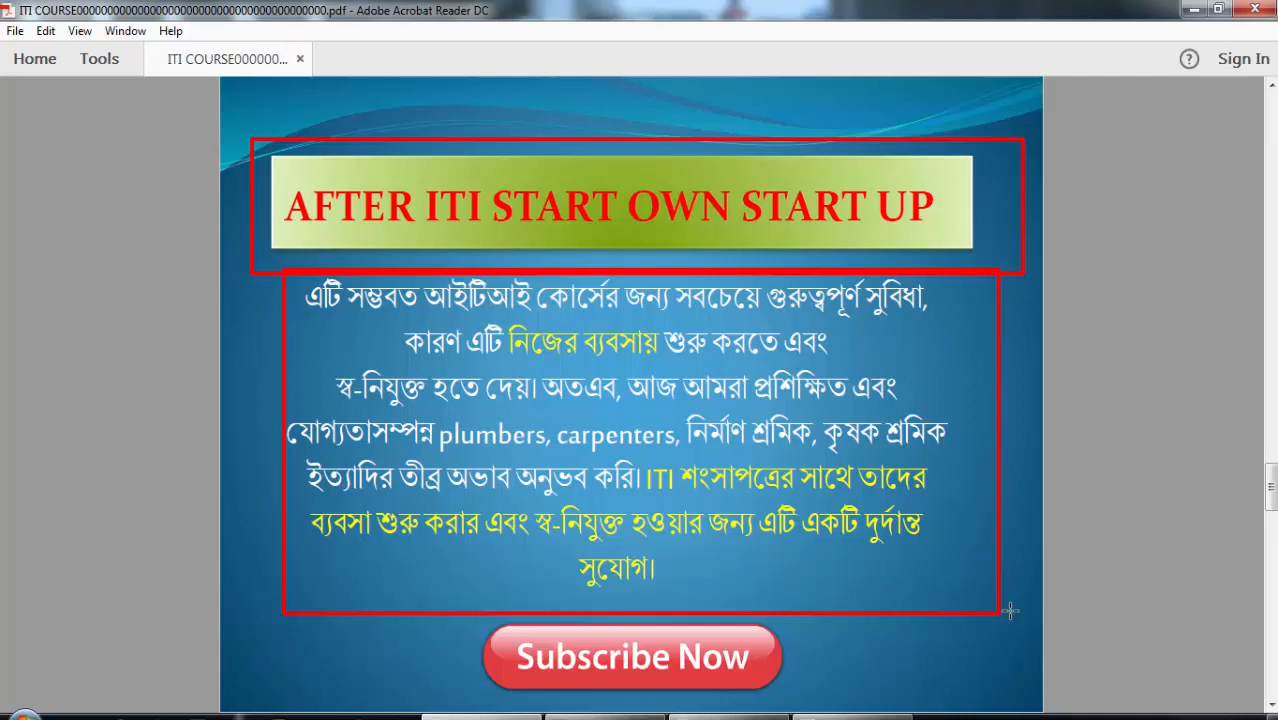 ITI COURSE00000000000000000000000000000000000000.pdf - Adobe Acrobat Reader DC
File Edit View Window Help
Home Tools ITI COURSE000000... × ? Sign In
AFTER ITI START OWN START UP
এটি সম্ভবত আইটিআই কোর্সের জন্য সবচেয়ে গুরুত্বপূর্ণ সুবিধা,
কারণ এটি নিজের ব্যবসায় শুরু করতে এবং
স্ব-নিযুক্ত হতে দেয়। অতএব, আজ আমরা প্রশিক্ষিত এবং
যোগ্যতাসম্পন্ন plumbers, carpenters, নির্মাণ শ্রমিক, কৃষক শ্রমিক
ইত্যাদির তীব্র অভাব অনুভব করি। ITI শংসাপত্রের সাথে তাদের
ব্যবসা শুরু করার এবং স্ব-নিযুক্ত হওয়ার জন্য এটি একটি দুর্দান্ত
সুযোগ।
Subscribe Now